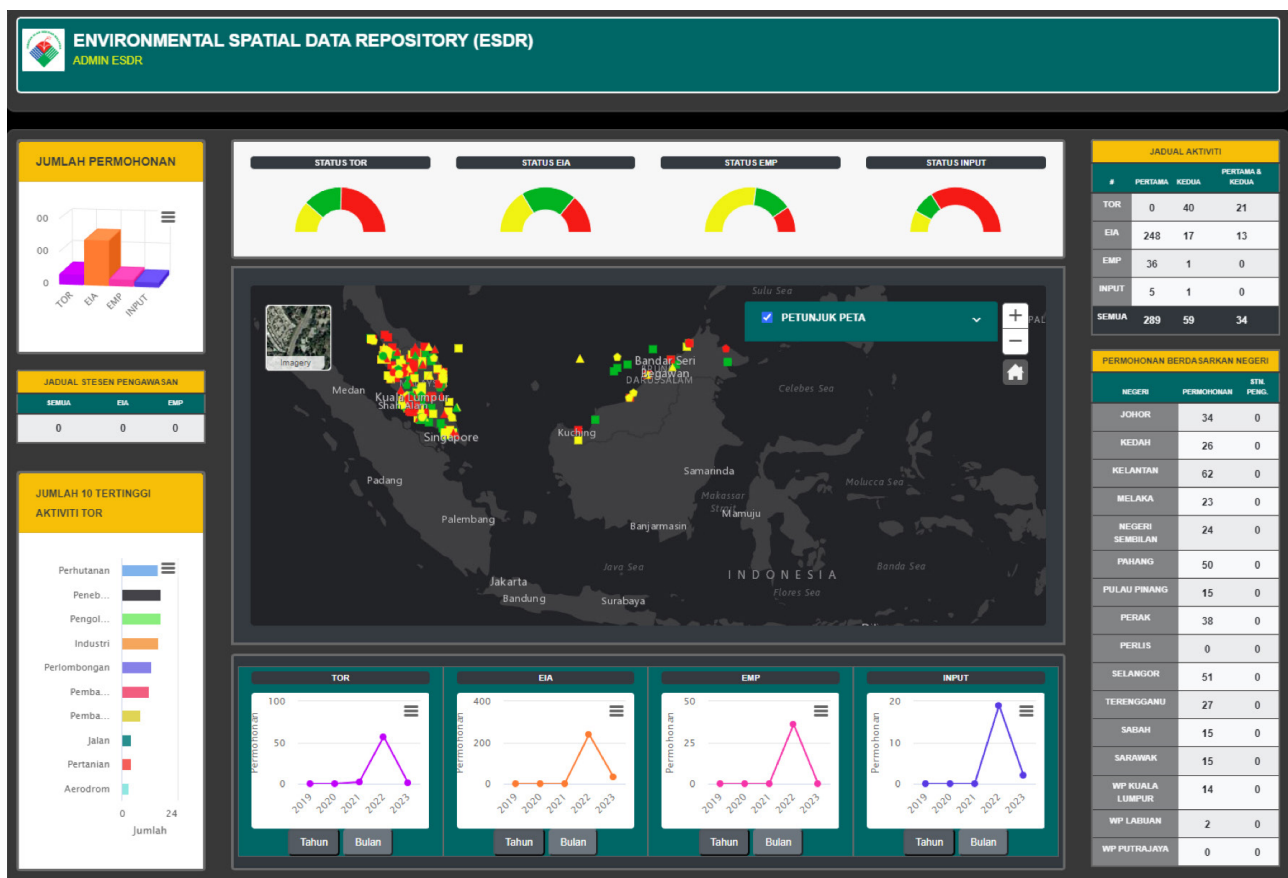 ENVIRONMENTAL SPATIAL DATA REPOSITORY (ESDR)
ADMIN ESDR
JUMLAH PERMOHONAN
00
00
0
TOR
EIA
EMP
INPUT
JADUAL STESEN PENGAWASAN
SEMUA EIA EMP
0 0 0
JUMLAH 10 TERTINGGI
AKTIVITI TOR
Perhutanan
Peneb...
Pengol...
Industri
Perlombongan
Pemba...
Pemba...
Jalan
Pertanian
Aerodrom
0 24
Jumlah
STATUS TOR
STATUS EIA
STATUS EMP
STATUS INPUT
Imagery
PETUNJUK PETA
+
−
Sulu Sea
PAL
Bandar Seri
Begawan
DARUSSALAM
Celebes Sea
Medan
Kuala Lumpur
Shah Alam
Singapore
Kuching
Padang
Samarinda
Molucca Sea
Makassar
Strait
Mamuju
Palembang
Banjarmasin
Java Sea
Banda Sea
INDONESIA
Jakarta
Bandung
Surabaya
Flores Sea
TOR
100
50
0
Permohonan
2019 2020 2021 2022 2023
Tahun Bulan
EIA
400
200
0
Permohonan
2019 2020 2021 2022 2023
Tahun Bulan
EMP
50
25
0
Permohonan
2019 2020 2021 2022 2023
Tahun Bulan
INPUT
20
10
0
Permohonan
2019 2020 2021 2022 2023
Tahun Bulan
JADUAL AKTIVITI
# PERTAMA KEDUA PERTAMA & KEDUA
TOR 0 40 21
EIA 248 17 13
EMP 36 1 0
INPUT 5 1 0
SEMUA 289 59 34
PERMOHONAN BERDASARKAN NEGERI
NEGERI PERMOHONAN STN. PENG.
JOHOR 34 0
KEDAH 26 0
KELANTAN 62 0
MELAKA 23 0
NEGERI SEMBILAN 24 0
PAHANG 50 0
PULAU PINANG 15 0
PERAK 38 0
PERLIS 0 0
SELANGOR 51 0
TERENGGANU 27 0
SABAH 15 0
SARAWAK 15 0
WP KUALA LUMPUR 14 0
WP LABUAN 2 0
WP PUTRAJAYA 0 0